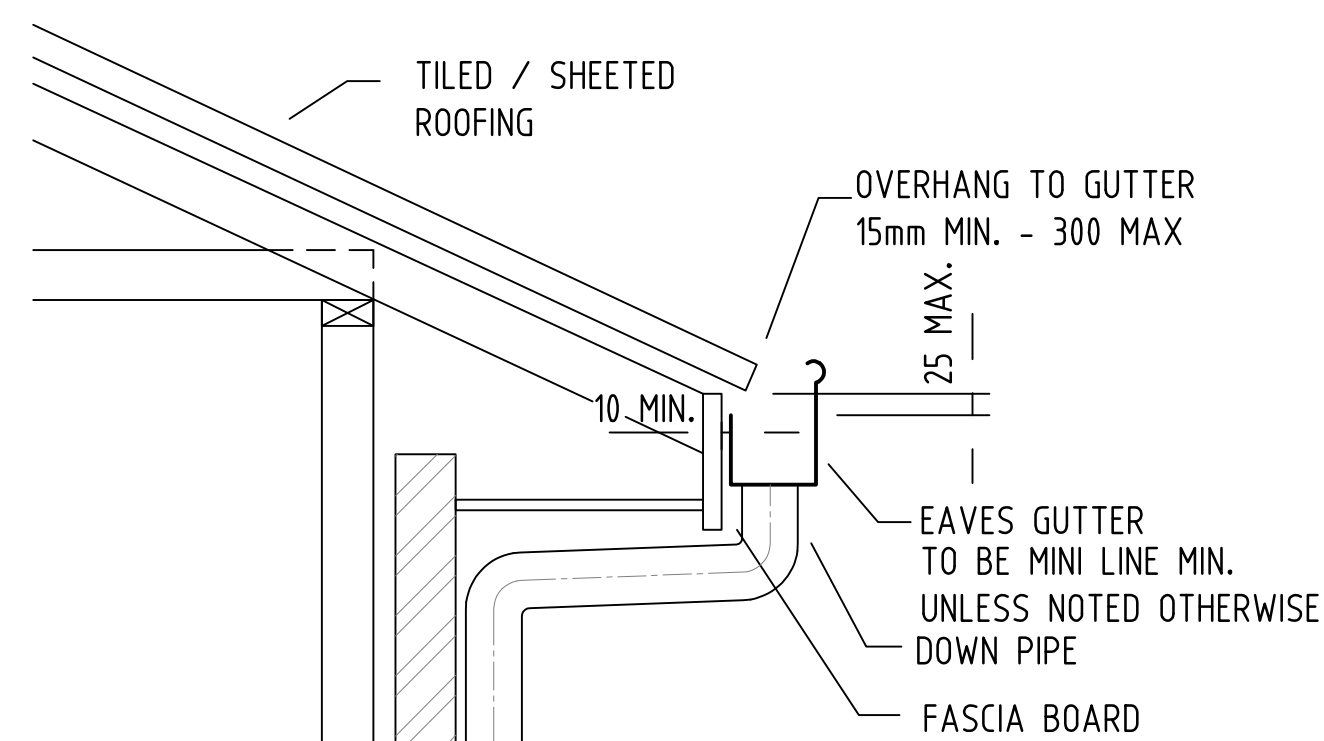 TILED / SHEETED
ROOFING
OVERHANG TO GUTTER
15mm MIN. - 300 MAX
25 MAX.
10 MIN.
EAVES GUTTER
TO BE MINI LINE MIN.
UNLESS NOTED OTHERWISE
DOWN PIPE
FASCIA BOARD